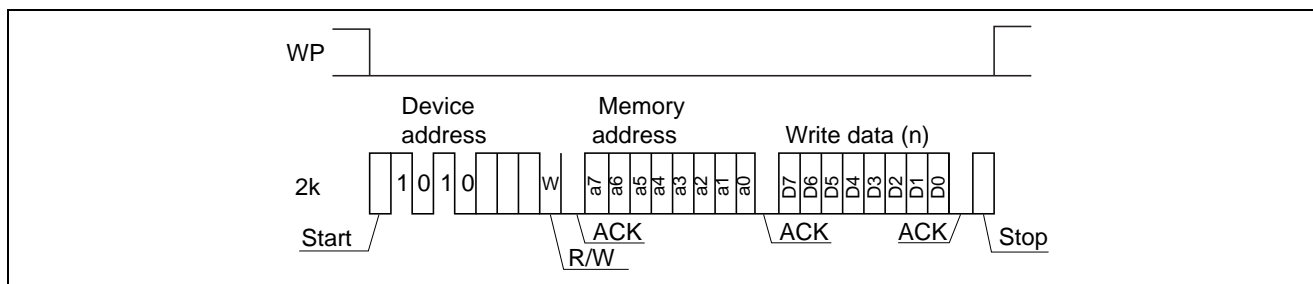 WP
Device
address
Memory
address
Write data (n)
2k
1 0 1 0 W a7 a6 a5 a4 a3 a2 a1 a0 D7 D6 D5 D4 D3 D2 D1 D0
Start
ACK
ACK
ACK
Stop
R/W